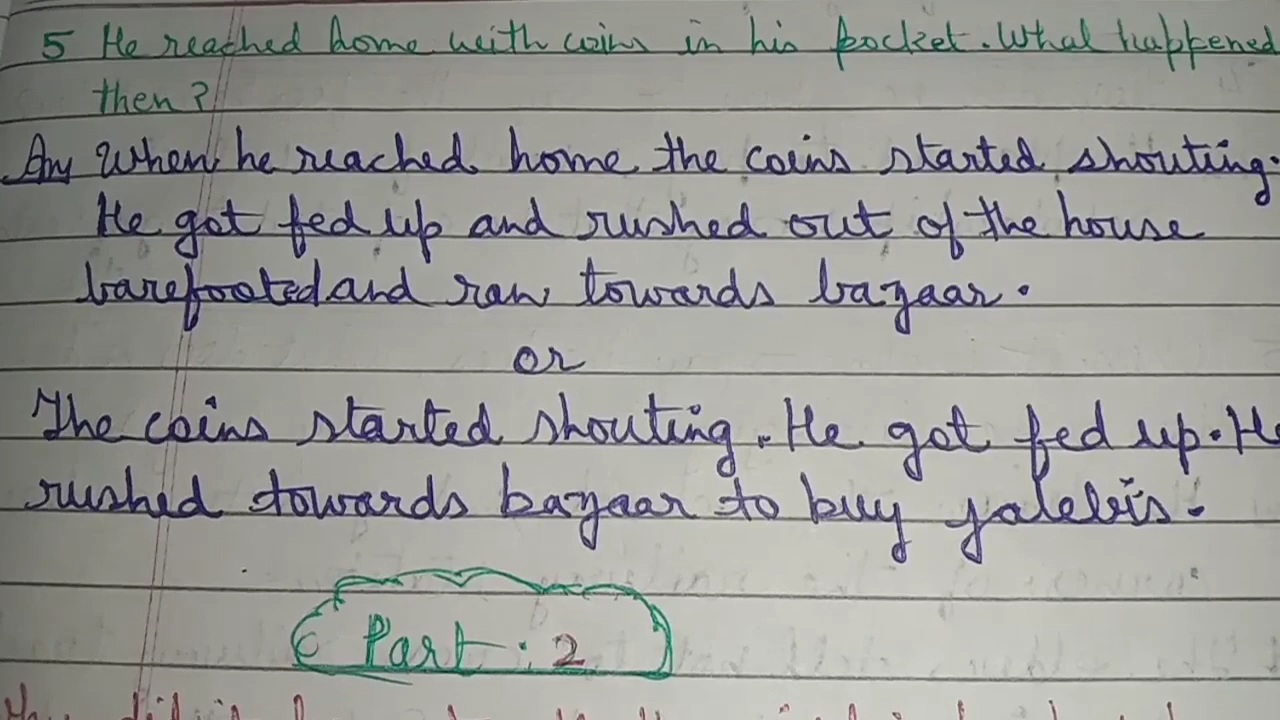 5 He reached home with coins in his pocket. What happened
then?
Ans When he reached home the coins started shouting.
He got fed up and rushed out of the house
barefooted and ran towards bazaar.
or
The coins started shouting. He got fed up. He
rushed towards bazaar to buy jalebis.
Part : 2